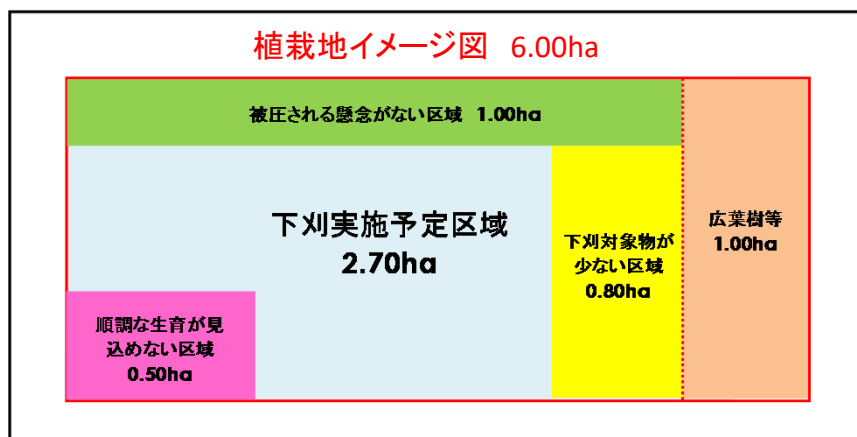 植栽地イメージ図 6.00ha
被圧される懸念がない区域 1.00ha
下刈実施予定区域
2.70ha
下刈対象物が
少ない区域
0.80ha
広葉樹等
1.00ha
順調な生育が見
込めない区域
0.50ha